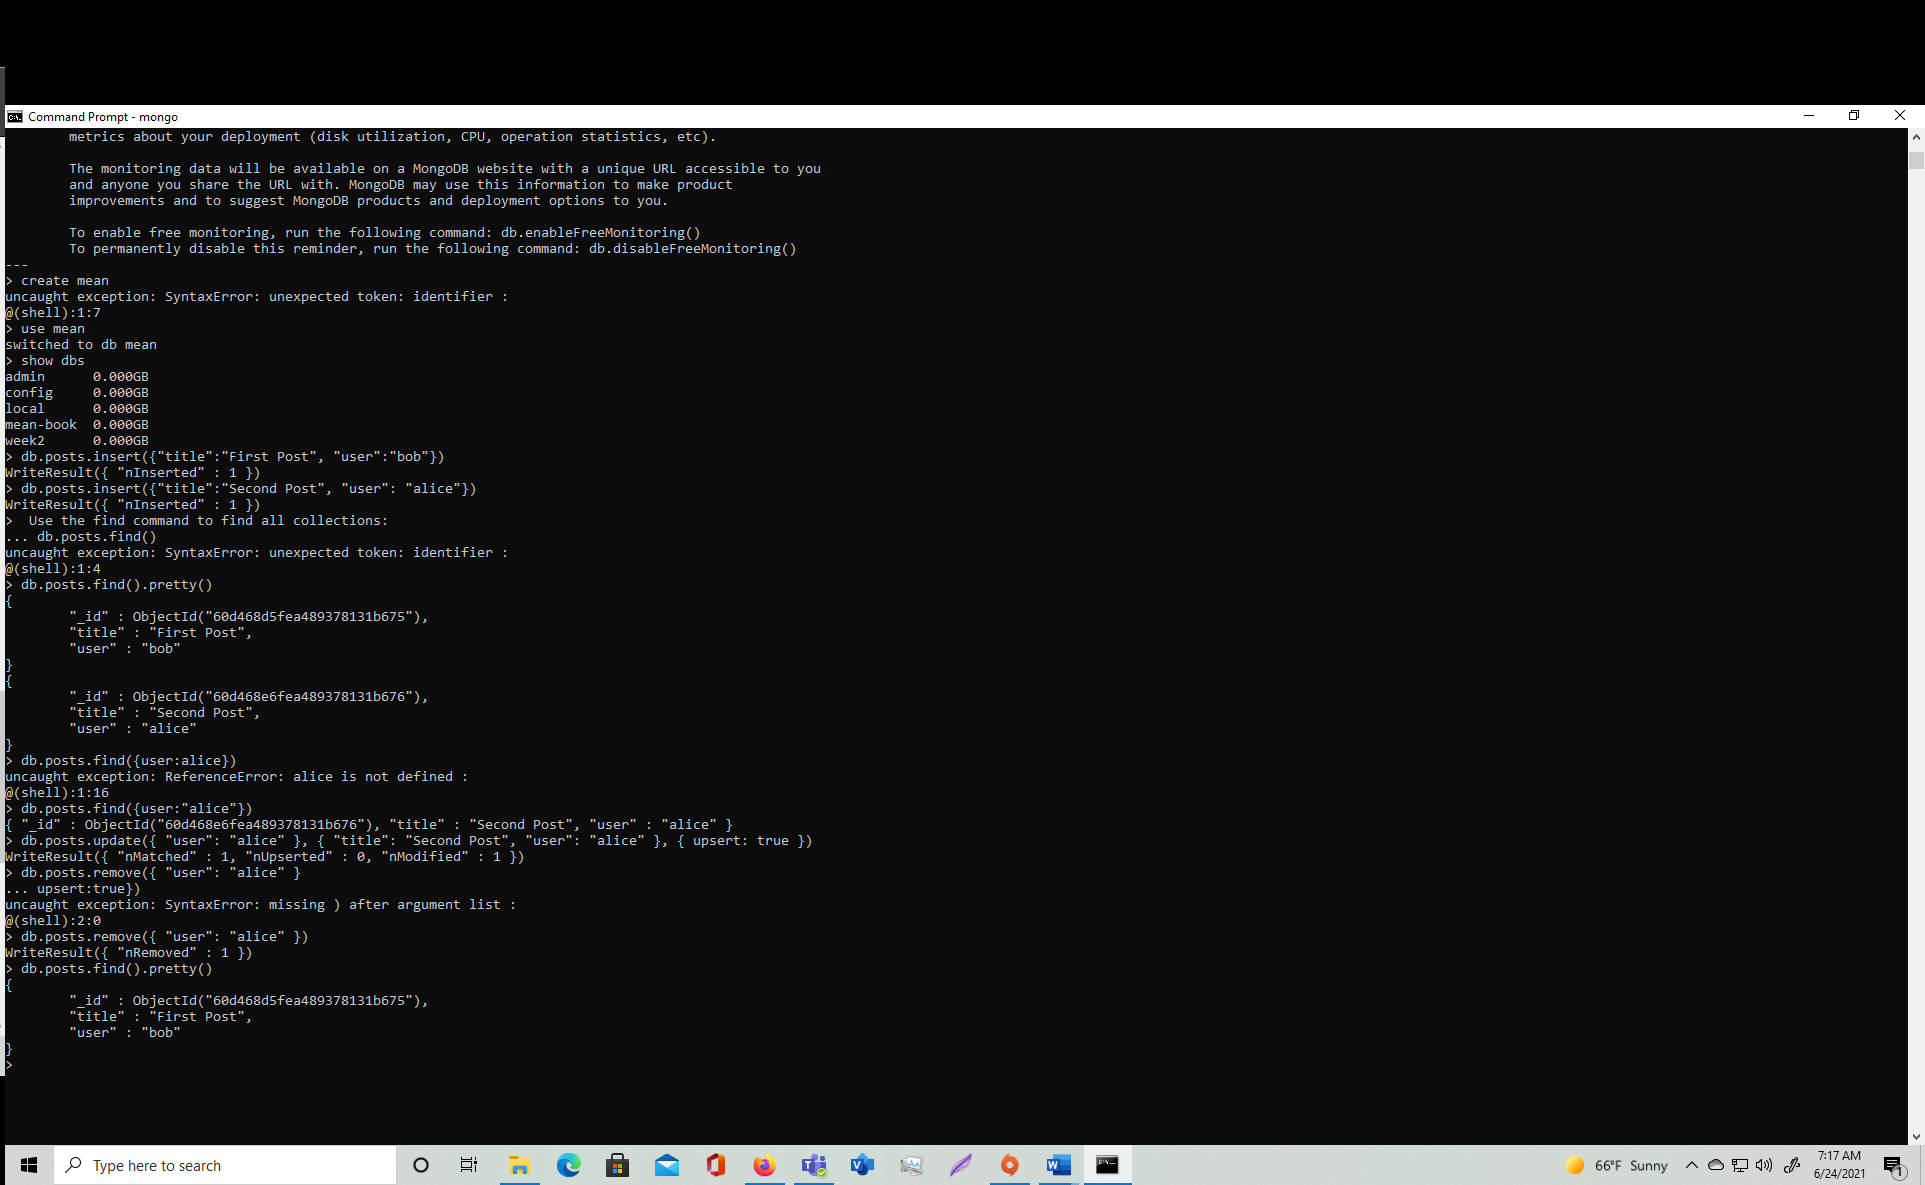 Command Prompt - mongo
metrics about your deployment (disk utilization, CPU, operation statistics, etc).
The monitoring data will be available on a MongoDB website with a unique URL accessible to you
and anyone you share the URL with. MongoDB may use this information to make product
improvements and to suggest MongoDB products and deployment options to you.
To enable free monitoring, run the following command: db.enableFreeMonitoring()
To permanently disable this reminder, run the following command: db.disableFreeMonitoring()
---
> create mean
uncaught exception: SyntaxError: unexpected token: identifier :
@(shell):1:7
> use mean
switched to db mean
> show dbs
admin      0.000GB
config     0.000GB
local      0.000GB
mean-book  0.000GB
week2      0.000GB
> db.posts.insert({"title":"First Post", "user":"bob"})
WriteResult({ "nInserted" : 1 })
> db.posts.insert({"title":"Second Post", "user": "alice"})
WriteResult({ "nInserted" : 1 })
>  Use the find command to find all collections:
... db.posts.find()
uncaught exception: SyntaxError: unexpected token: identifier :
@(shell):1:4
> db.posts.find().pretty()
{
"_id" : ObjectId("60d468d5fea489378131b675"),
"title" : "First Post",
"user" : "bob"
}
{
"_id" : ObjectId("60d468e6fea489378131b676"),
"title" : "Second Post",
"user" : "alice"
}
> db.posts.find({user:alice})
uncaught exception: ReferenceError: alice is not defined :
@(shell):1:16
> db.posts.find({user:"alice"})
{ "_id" : ObjectId("60d468e6fea489378131b676"), "title" : "Second Post", "user" : "alice" }
> db.posts.update({ "user": "alice" }, { "title": "Second Post", "user": "alice" }, { upsert: true })
WriteResult({ "nMatched" : 1, "nUpserted" : 0, "nModified" : 1 })
> db.posts.remove({ "user": "alice" }
... upsert:true})
uncaught exception: SyntaxError: missing ) after argument list :
@(shell):2:0
> db.posts.remove({ "user": "alice" })
WriteResult({ "nRemoved" : 1 })
> db.posts.find().pretty()
{
"_id" : ObjectId("60d468d5fea489378131b675"),
"title" : "First Post",
"user" : "bob"
}
>
Type here to search
66°F Sunny
7:17 AM
6/24/2021
1